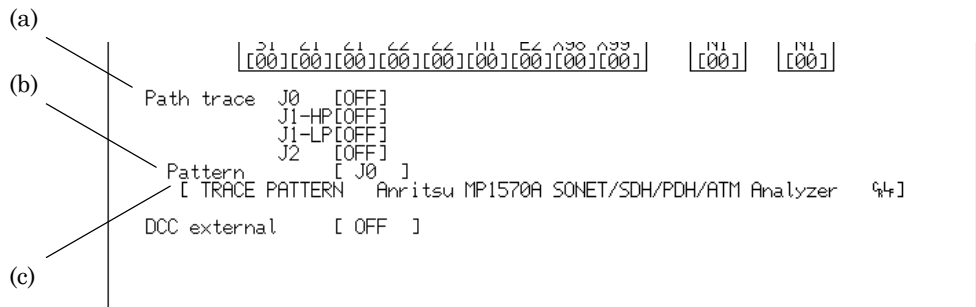 (a)
[00][00][00][00][00][00][00][00][00] [00] [00]
(b)
Path trace J0 [OFF]
J1-HP[OFF]
J1-LP[OFF]
J2 [OFF]
Pattern [ J0 ]
[ TRACE PATTERN Anritsu MP1570A SONET/SDH/PDH/ATM Analyzer CRLF]
DCC external [ OFF ]
(c)